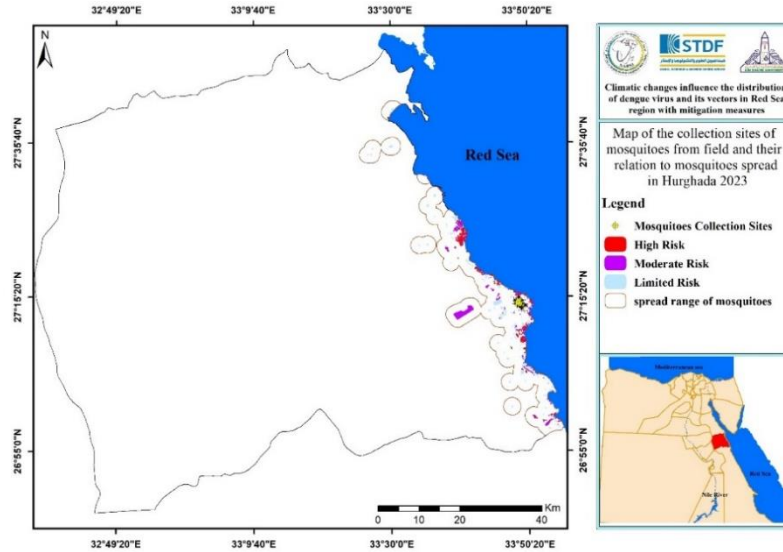 32°49'20"E 33°9'40"E 33°30'0"E 33°50'20"E
N
27°35'40"N
27°15'20"N
26°55'0"N
Red Sea
Km
0 5 10 20 30 40
32°49'20"E 33°9'40"E 33°30'0"E 33°50'20"E
27°35'40"N
27°15'20"N
26°55'0"N
STDF
Climatic changes influence the distribution
of dengue virus and its vectors in Red Sea
region with mitigation measures
Map of the collection sites of
mosquitoes from field and their
relation to mosquitoes spread
in Hurghada 2023
Legend
Mosquitoes Collection Sites
High Risk
Moderate Risk
Limited Risk
spread range of mosquitoes
Mediterranean sea
Red Sea
Nile River